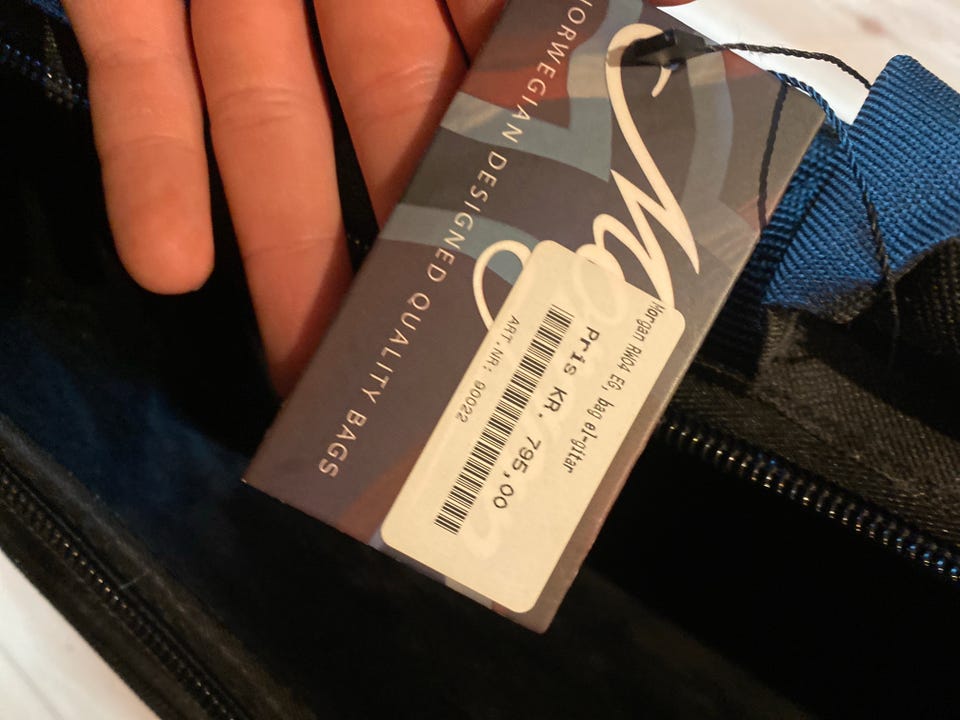 NORWEGIAN DESIGNED QUALITY BAGS
Morgan RW04 EG, bag el-gitar
Pris KR. 795,00
ART.NR: 90022